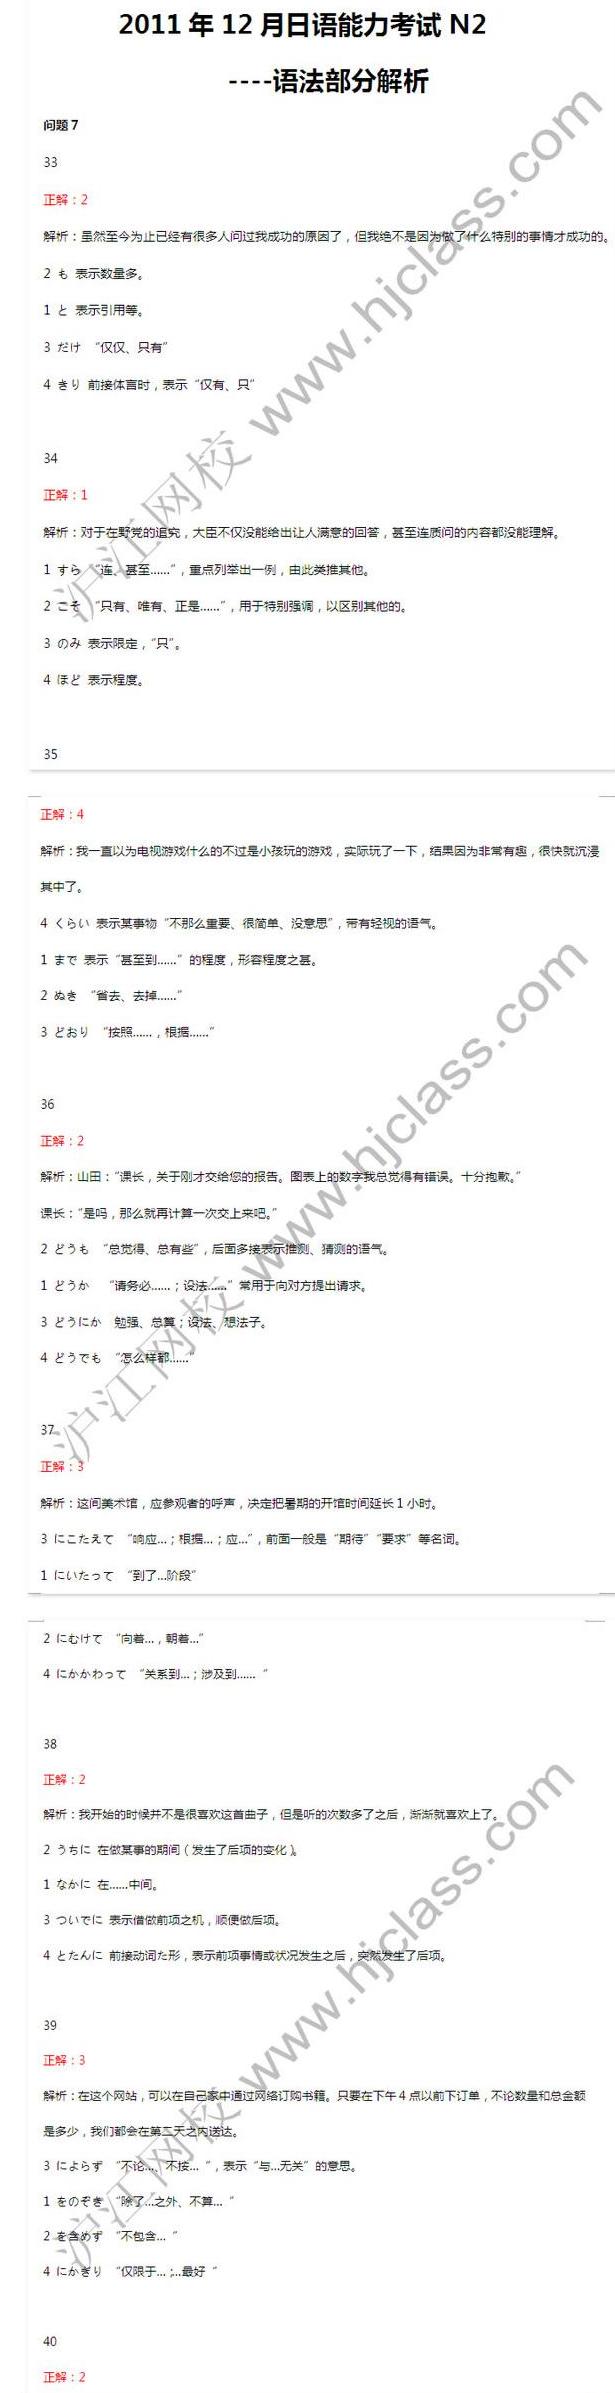 2011 年 12 月日语能力考试 N2
----语法部分解析
问题 7
33
正解：2
解析：虽然至今为止已经有很多人问过我成功的原因了，但我绝不是因为做了什么特别的事情才成功的。
2 も 表示数量多。
1 と 表示引用等。
3 だけ “仅仅、只有”
4 きり 前接体言时，表示“仅有、只”
34
正解：1
解析：对于在野党的追究，大臣不仅没能给出让人满意的回答，甚至连质问的内容都没能理解。
1 すら “连、甚至……”，重点列举出一例，由此类推其他。
2 こそ “只有、唯有、正是……”，用于特别强调，以区别其他的。
3 のみ 表示限定，“只”。
4 ほど 表示程度。
35
正解：4
解析：我一直以为电视游戏什么的不过是小孩玩的游戏，实际玩了一下，结果因为非常有趣，很快就沉浸
其中了。
4 くらい 表示某事物“不那么重要、很简单、没意思”，带有轻视的语气。
1 まで 表示“甚至到……”的程度，形容程度之甚。
2 ぬき “省去、去掉……”
3 どおり “按照……，根据……”
36
正解：2
解析：山田：“课长，关于刚才交给您的报告。图表上的数字我总觉得有错误。十分抱歉。”
课长：“是吗，那么就再计算一次交上来吧。”
2 どうも “总觉得、总有些”，后面多接表示推测、猜测的语气。
1 どうか “请务必……；设法……”常用于向对方提出请求。
3 どうにか 勉强、总算；设法、想法子。
4 どうでも “怎么样都……”
37
正解：3
解析：这间美术馆，应参观者的呼声，决定把暑期的开馆时间延长 1 小时。
3 にこたえて “响应…；根据…；应…”，前面一般是“期待”“要求”等名词。
1 にいたって “到了…阶段”
2 にむけて “向着…，朝着…”
4 にかかわって “关系到…；涉及到…… ”
38
正解：2
解析：我开始的时候并不是很喜欢这首曲子，但是听的次数多了之后，渐渐就喜欢上了。
2 うちに 在做某事的期间（发生了后项的变化）。
1 なかに 在……中间。
3 ついでに 表示借做前项之机，顺便做后项。
4 とたんに 前接动词た形，表示前项事情或状况发生之后，突然发生了后项。
39
正解：3
解析：在这个网站，可以在自己家中通过网络订购书籍。只要在下午 4 点以前下订单，不论数量和总金额
是多少，我们都会在第二天之内送达。
3 によらず “不论…、不按… ”，表示“与…无关”的意思。
1 をのぞき “除了…之外、不算… ”
2 を含めず “不包含… ”
4 にかぎり “仅限于…；…最好 ”
40
正解：2
沪江网校 www.hjclass.com
沪江网校 www.hjclass.com
沪江网校 www.hjclass.com